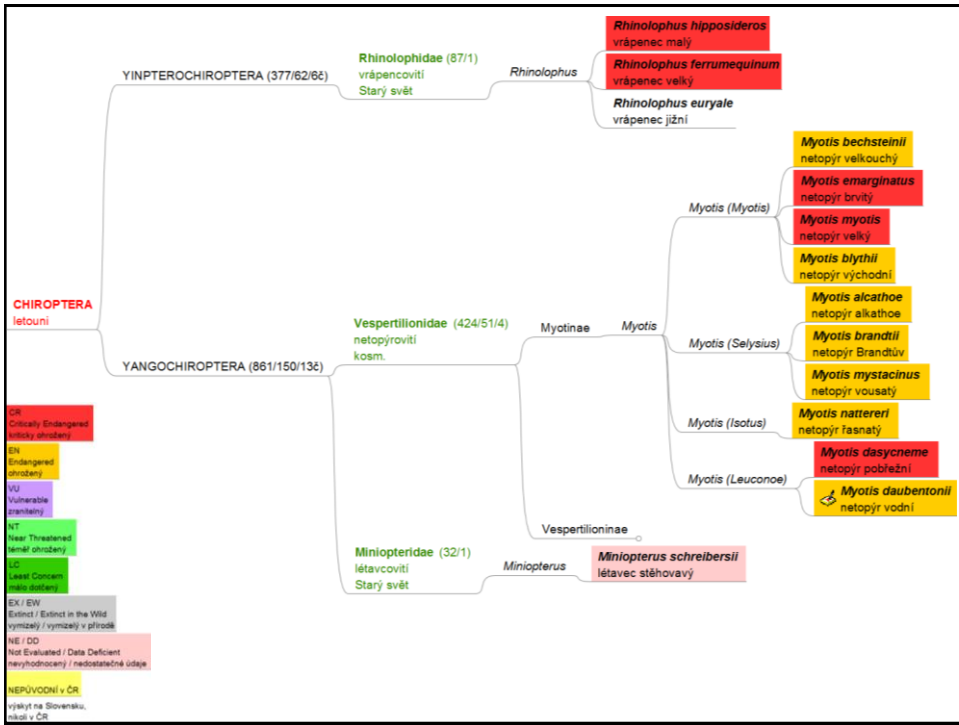 Rhinolophus hipposideros
vrápenec malý
Rhinolophidae (87/1)
vrápencovití
Starý svět
YINPTEROCHIROPTERA (377/62/6č)
Rhinolophus
Rhinolophus ferrumequinum
vrápenec velký
Rhinolophus euryale
vrápenec jižní
Myotis bechsteinii
netopýr velkouchý
Myotis emarginatus
netopýr brvitý
Myotis (Myotis)
Myotis myotis
netopýr velký
Myotis blythii
netopýr východní
CHIROPTERA
letouni
Vespertilionidae (424/51/4)
netopýrovití
kosm.
Myotinae
Myotis
Myotis alcathoe
netopýr alkathoe
Myotis (Selysius)
Myotis brandtii
netopýr Brandtův
YANGOCHIROPTERA (861/150/13č)
Myotis mystacinus
netopýr vousatý
Myotis (Isotus)
Myotis nattereri
netopýr řasnatý
Myotis dasycneme
netopýr pobřežní
Myotis (Leuconoe)
Myotis daubentonii
netopýr vodní
Vespertilioninae
Miniopteridae (32/1)
létavcovití
Starý svět
Miniopterus
Miniopterus schreibersii
létavec stěhovavý
CR
Critically Endangered
kriticky ohrožený
EN
Endangered
ohrožený
VU
Vulnerable
zranitelný
NT
Near Threatened
téměř ohrožený
LC
Least Concern
málo dotčený
EX / EW
Extinct / Extinct in the Wild
vymizelý / vymizelý v přírodě
NE / DD
Not Evaluated / Data Deficient
nevyhodnocený / nedostatečné údaje
NEPŮVODNÍ v ČR
výskyt na Slovensku,
nikoli v ČR